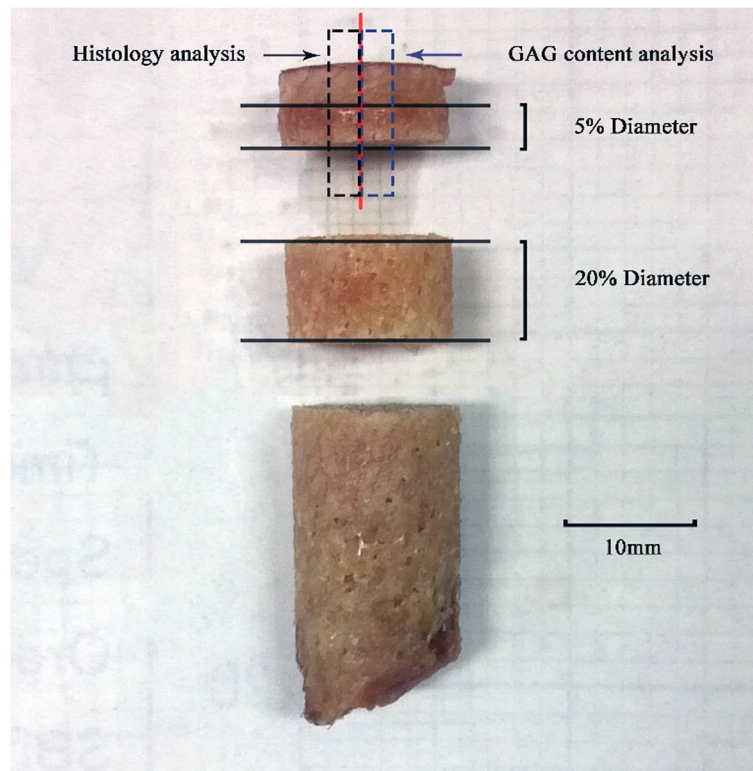 Histology analysis
GAG content analysis
5% Diameter
20% Diameter
10mm